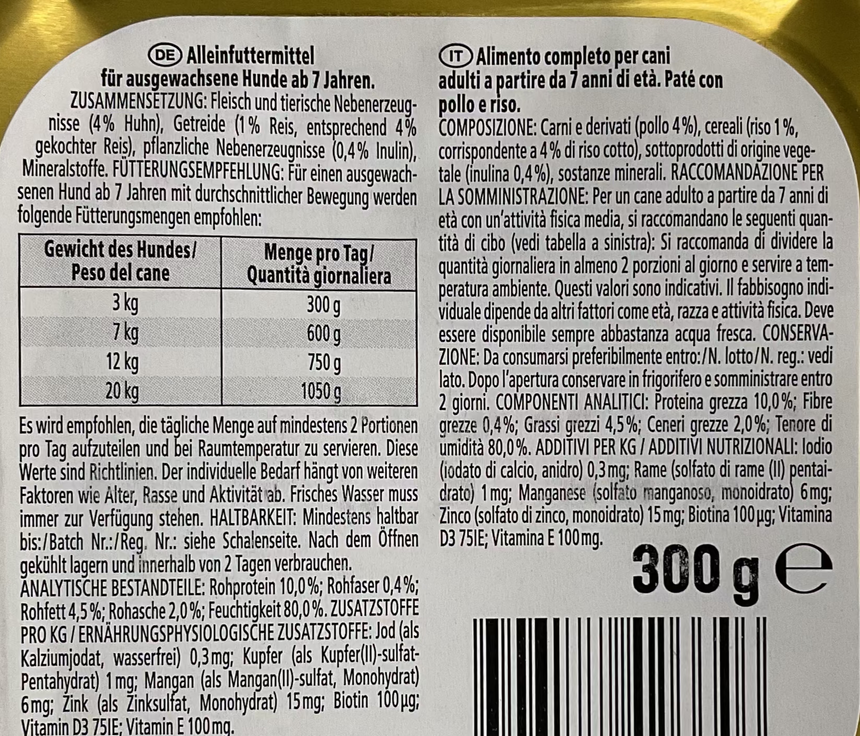 DE Alleinfuttermittel
für ausgewachsene Hunde ab 7 Jahren.
ZUSAMMENSETZUNG: Fleisch und tierische Nebenerzeug-
nisse (4% Huhn), Getreide (1% Reis, entsprechend 4%
gekochter Reis), pflanzliche Nebenerzeugnisse (0,4% Inulin),
Mineralstoffe. FÜTTERUNGSEMPFEHLUNG: Für einen ausgewach-
senen Hund ab 7 Jahren mit durchschnittlicher Bewegung werden
folgende Fütterungsmengen empfohlen:
Gewicht des Hundes/ Menge pro Tag/
Peso del cane Quantità giornaliera
3 kg 300 g
7 kg 600 g
12 kg 750 g
20 kg 1050 g
Es wird empfohlen, die tägliche Menge auf mindestens 2 Portionen
pro Tag aufzuteilen und bei Raumtemperatur zu servieren. Diese
Werte sind Richtlinien. Der individuelle Bedarf hängt von weiteren
Faktoren wie Alter, Rasse und Aktivität ab. Frisches Wasser muss
immer zur Verfügung stehen. HALTBARKEIT: Mindestens haltbar
bis:/Batch Nr.:/Reg. Nr.: siehe Schalenseite. Nach dem Öffnen
gekühlt lagern und innerhalb von 2 Tagen verbrauchen.
ANALYTISCHE BESTANDTEILE: Rohprotein 10,0%; Rohfaser 0,4%;
Rohfett 4,5%; Rohasche 2,0%; Feuchtigkeit 80,0%. ZUSATZSTOFFE
PRO KG / ERNÄHRUNGSPHYSIOLOGISCHE ZUSATZSTOFFE: Jod (als
Kalziumjodat, wasserfrei) 0,3mg; Kupfer (als Kupfer(II)-sulfat-
Pentahydrat) 1mg; Mangan (als Mangan(II)-sulfat, Monohydrat)
6mg; Zink (als Zinksulfat, Monohydrat) 15mg; Biotin 100µg;
Vitamin D3 75IE; Vitamin E 100mg.
IT Alimento completo per cani
adulti a partire da 7 anni di età. Paté con
pollo e riso.
COMPOSIZIONE: Carni e derivati (pollo 4%), cereali (riso 1%,
corrispondente a 4% di riso cotto), sottoprodotti di origine vege-
tale (inulina 0,4%), sostanze minerali. RACCOMANDAZIONE PER
LA SOMMINISTRAZIONE: Per un cane adulto a partire da 7 anni di
età con un'attività fisica media, si raccomandano le seguenti quan-
tità di cibo (vedi tabella a sinistra): Si raccomanda di dividere la
quantità giornaliera in almeno 2 porzioni al giorno e servire a tem-
peratura ambiente. Questi valori sono indicativi. Il fabbisogno indi-
viduale dipende da altri fattori come età, razza e attività fisica. Deve
essere disponibile sempre abbastanza acqua fresca. CONSERVA-
ZIONE: Da consumarsi preferibilmente entro:/N. lotto/N. reg.: vedi
lato. Dopo l'apertura conservare in frigorifero e somministrare entro
2 giorni. COMPONENTI ANALITICI: Proteina grezza 10,0%; Fibre
grezze 0,4%; Grassi grezzi 4,5%; Ceneri grezze 2,0%; Tenore di
umidità 80,0%. ADDITIVI PER KG / ADDITIVI NUTRIZIONALI: Iodio
(iodato di calcio, anidro) 0,3mg; Rame (solfato di rame (II) pentai-
drato) 1mg; Manganese (solfato manganoso, monoidrato) 6mg;
Zinco (solfato di zinco, monoidrato) 15mg; Biotina 100µg; Vitamina
D3 75IE; Vitamina E 100mg.
300 g e